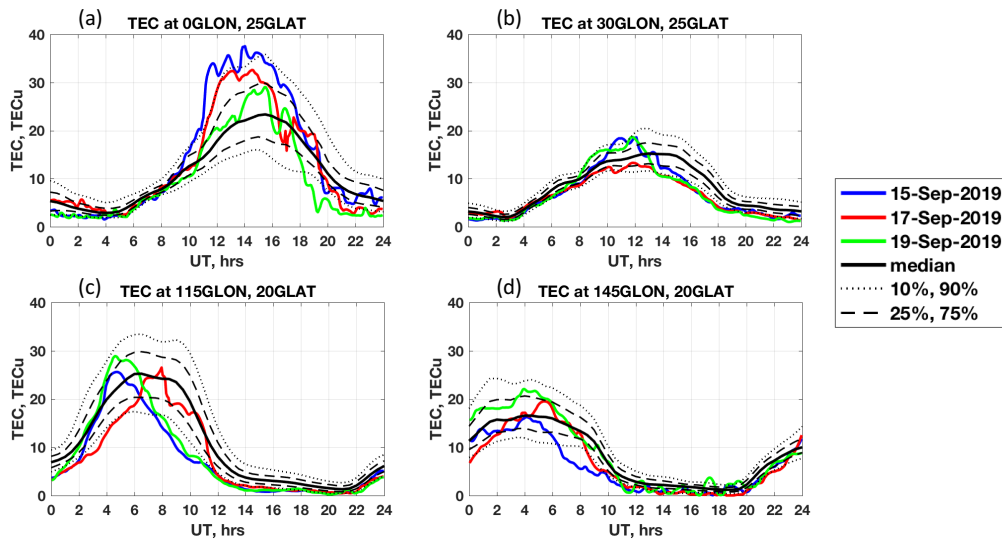 (a) TEC at 0GLON, 25GLAT
40
30
20
10
0
TEC, TECu
0 2 4 6 8 10 12 14 16 18 20 22 24
UT, hrs
(b) TEC at 30GLON, 25GLAT
40
30
20
10
0
TEC, TECu
0 2 4 6 8 10 12 14 16 18 20 22 24
UT, hrs
(c) TEC at 115GLON, 20GLAT
40
30
20
10
0
TEC, TECu
0 2 4 6 8 10 12 14 16 18 20 22 24
UT, hrs
(d) TEC at 145GLON, 20GLAT
40
30
20
10
0
TEC, TECu
0 2 4 6 8 10 12 14 16 18 20 22 24
UT, hrs
15-Sep-2019
17-Sep-2019
19-Sep-2019
median
10%, 90%
25%, 75%